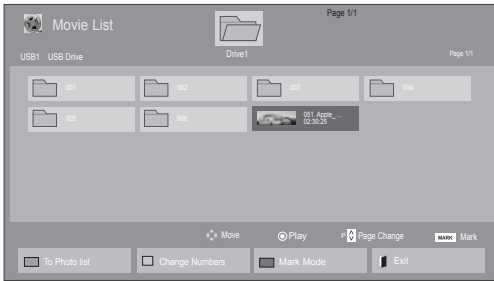 Movie List
Page 1/1
USB1 USB Drive
Drive1
Page 1/1
001
002
003
004
005
006
051. Apple_ ...
02:30:25
Move
Play
P Page Change
MARK Mark
To Photo list
Change Numbers
Mark Mode
Exit